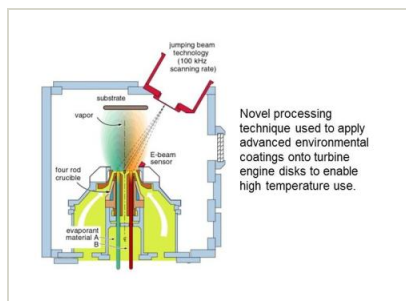 jumping beam
technology
(100 kHz
scanning rate)
substrate
vapor
E-beam
sensor
four rod
crucible
evaporant
material A
B
Novel processing
technique used to apply
advanced environmental
coatings onto turbine
engine disks to enable
high temperature use.